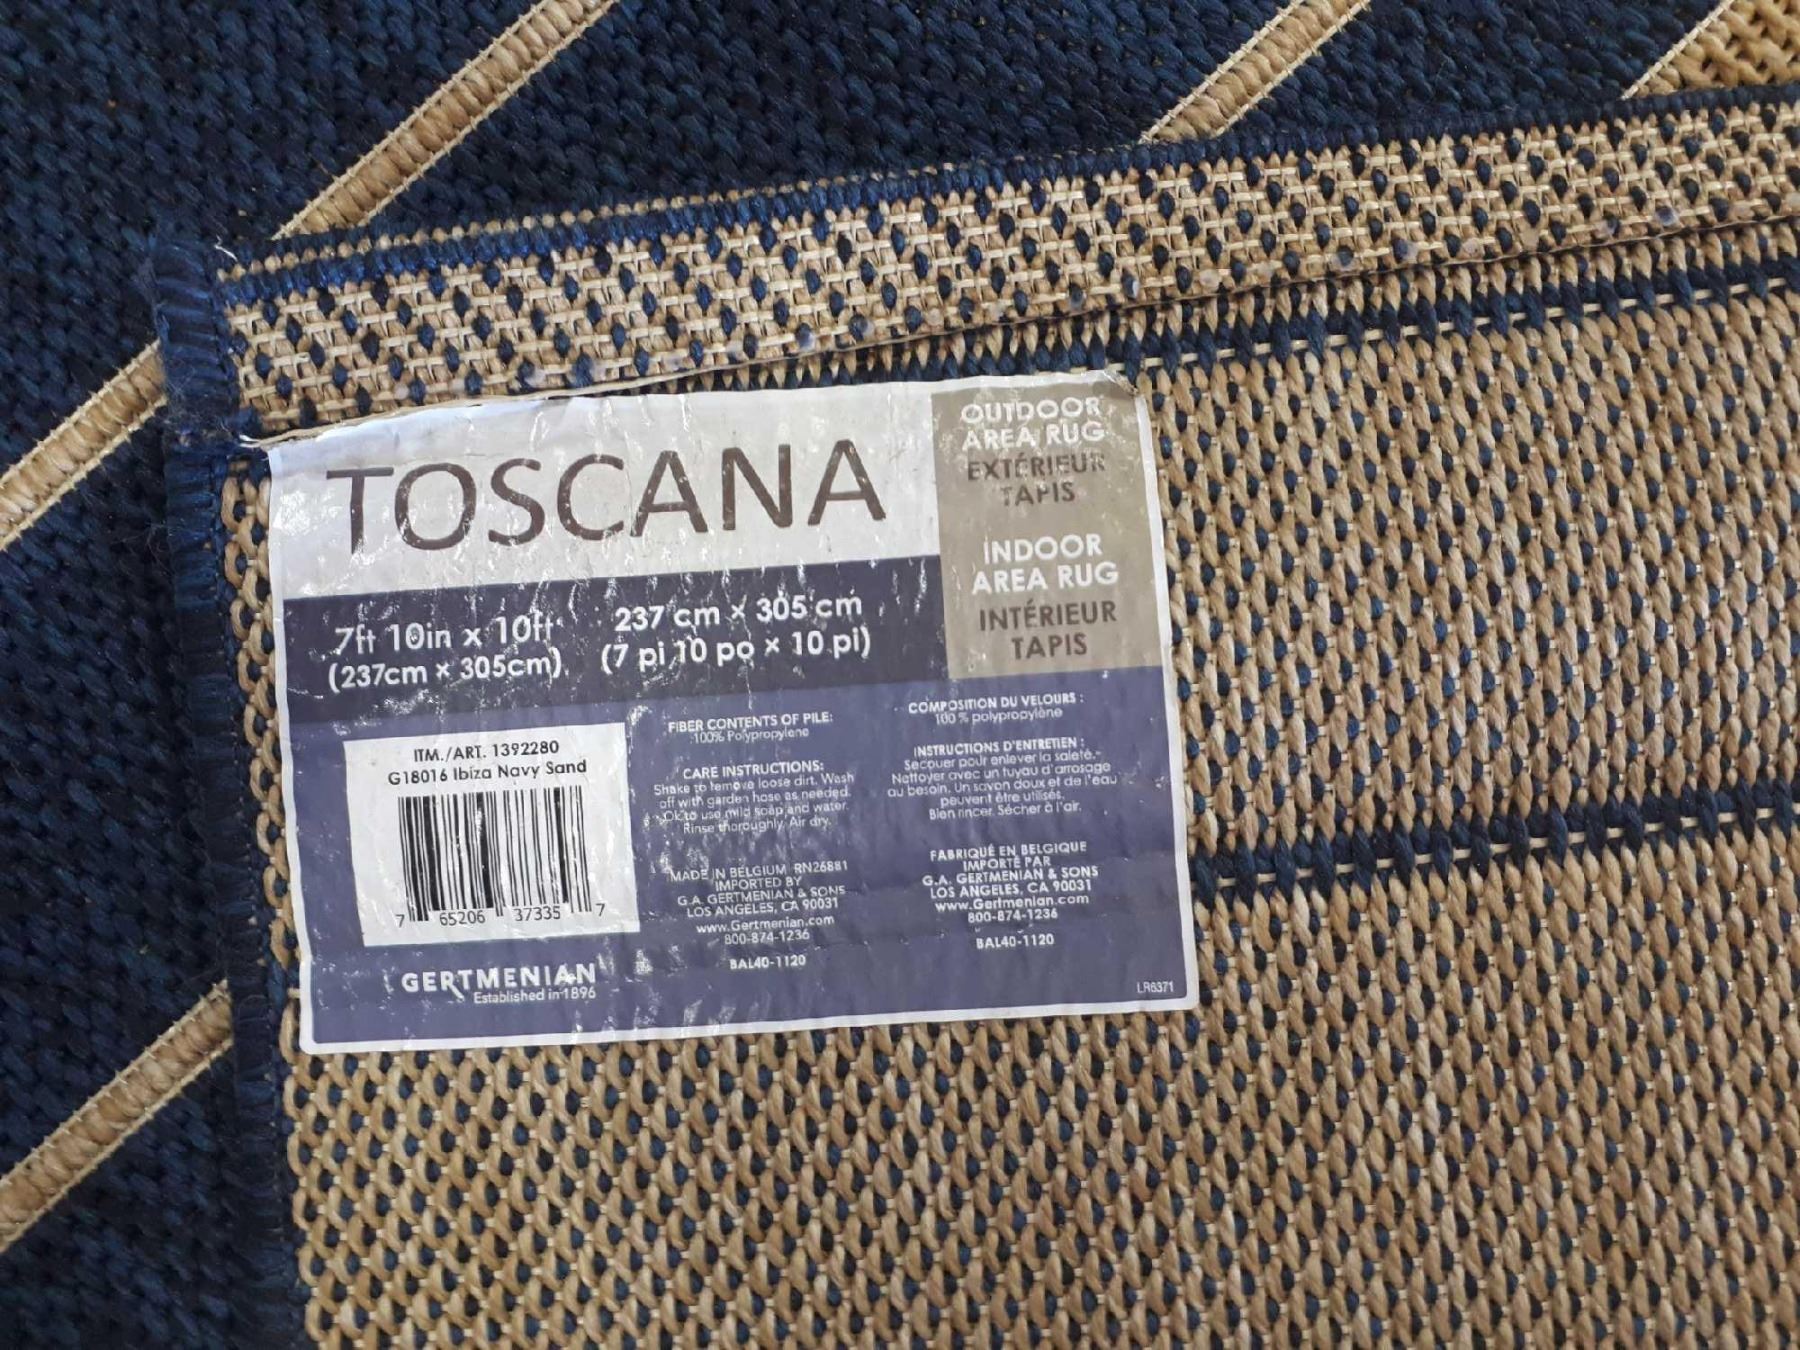 TOSCANA
OUTDOOR
AREA RUG
EXTÉRIEUR
TAPIS
INDOOR
AREA RUG
INTÉRIEUR
TAPIS
7ft 10in x 10ft
(237cm × 305cm)
237 cm × 305 cm
(7 pi 10 po × 10 pi)
ITM./ART. 1392280
G18016 Ibiza Navy Sand
7 65206 37335 7
GERTMENIAN
Established in 1896
FIBER CONTENTS OF PILE:
100% Polypropylene
CARE INSTRUCTIONS:
Shake to remove loose dirt. Wash
off with garden hose as needed.
Ok to use mild soap and water.
Rinse thoroughly. Air dry.
MADE IN BELGIUM RN26881
IMPORTED BY
G.A. GERTMENIAN & SONS
LOS ANGELES, CA 90031
www.Gertmenian.com
800-874-1236
BAL40-1120
COMPOSITION DU VELOURS :
100 % polypropylène
INSTRUCTIONS D'ENTRETIEN :
Secouer pour enlever la saleté.
Nettoyer avec un tuyau d'arrosage
au besoin. Un savon doux et de l'eau
peuvent être utilisés.
Bien rincer. Sécher à l'air.
FABRIQUÉ EN BELGIQUE
IMPORTÉ PAR
G.A. GERTMENIAN & SONS
LOS ANGELES, CA 90031
www.Gertmenian.com
800-874-1236
BAL40-1120
LR6371